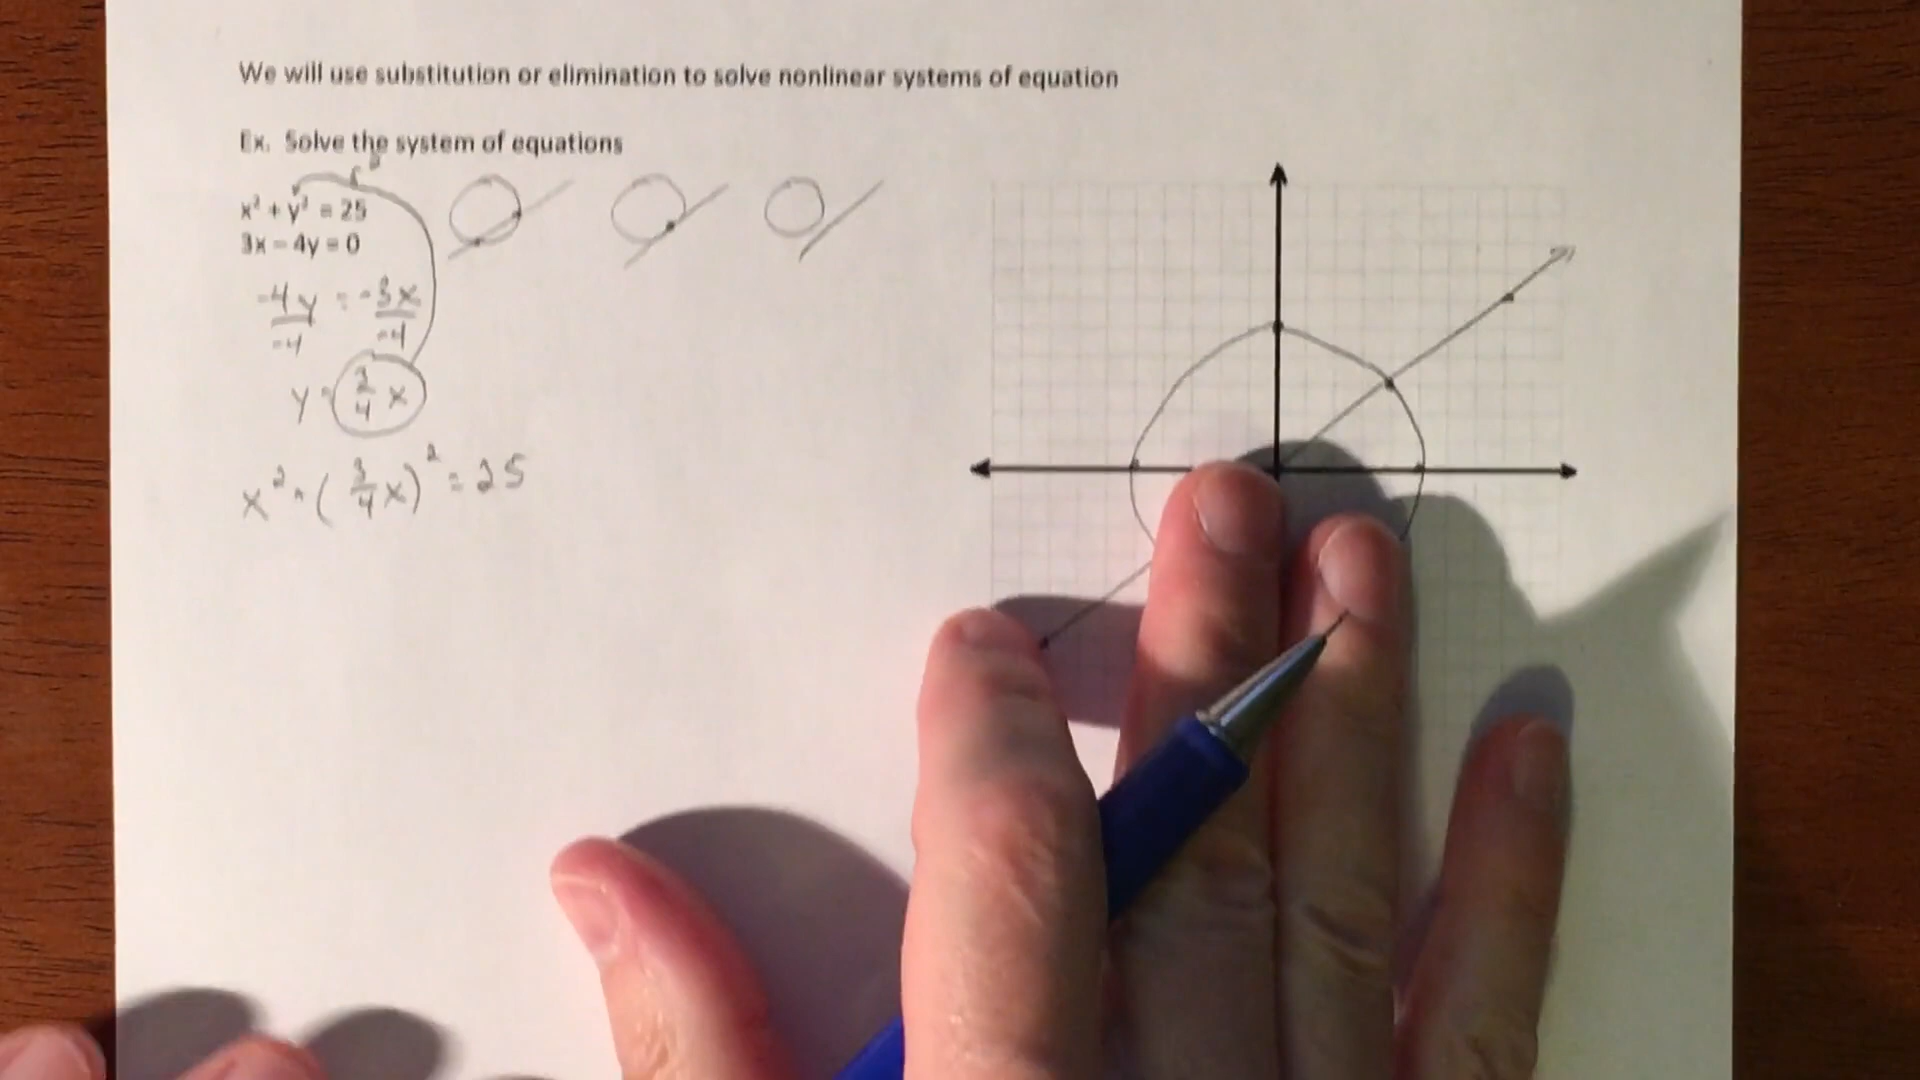 We will use substitution or elimination to solve nonlinear systems of equation
Ex. Solve the system of equations
x² + y² = 25
3x – 4y = 0
-4y = -3x
-4 -4
y = 3/4 x
x² + (3/4 x)² = 25